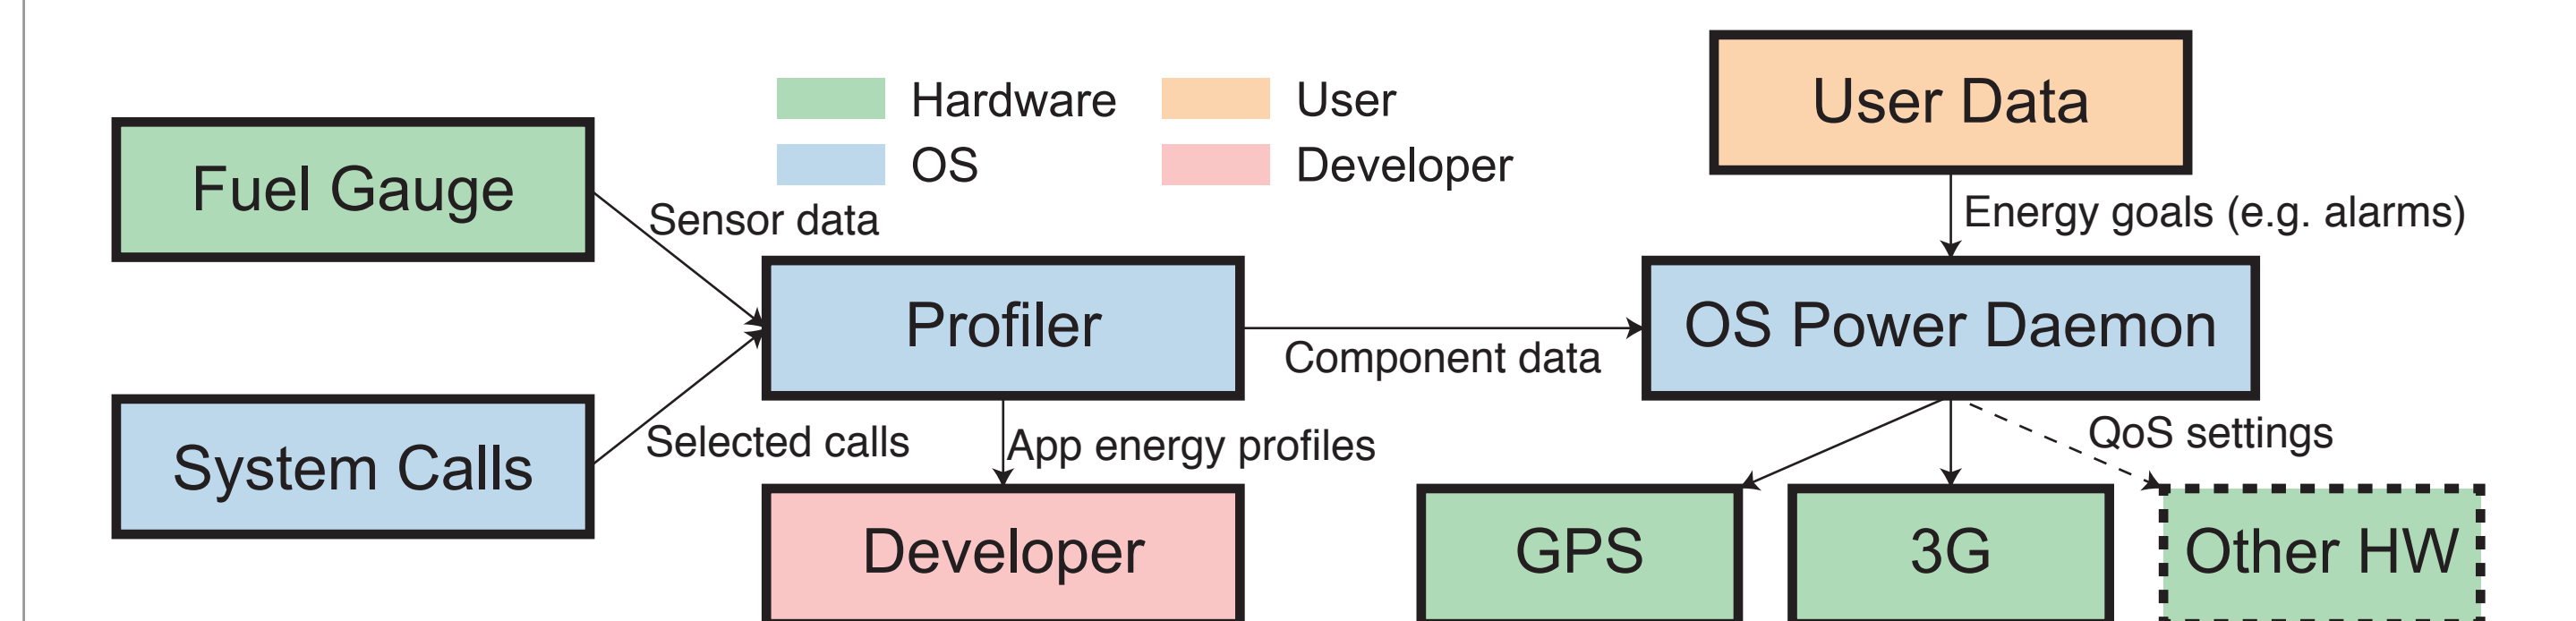 User Data
Hardware
User
OS
Developer
Fuel Gauge
Sensor data
Energy goals (e.g. alarms)
Profiler
Component data
OS Power Daemon
System Calls
Selected calls
App energy profiles
QoS settings
Developer
GPS
3G
Other HW